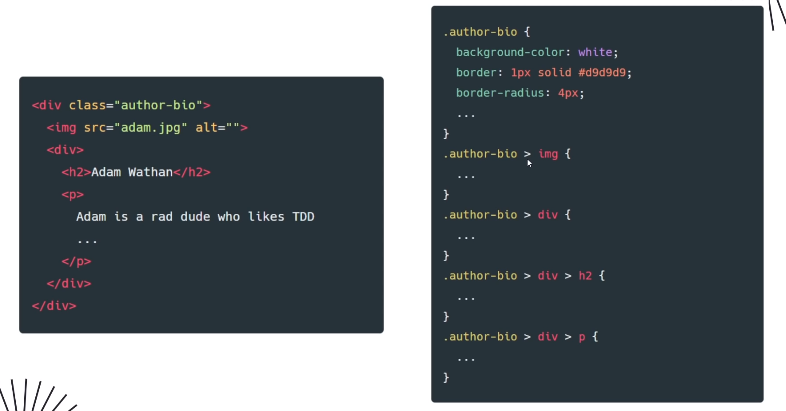 <div class="author-bio">
  <img src="adam.jpg" alt="">
  <div>
    <h2>Adam Wathan</h2>
    <p>
      Adam is a rad dude who likes TDD
      ...
    </p>
  </div>
</div>
.author-bio {
  background-color: white;
  border: 1px solid #d9d9d9;
  border-radius: 4px;
  ...
}
.author-bio > img {
  ...
}
.author-bio > div {
  ...
}
.author-bio > div > h2 {
  ...
}
.author-bio > div > p {
  ...
}